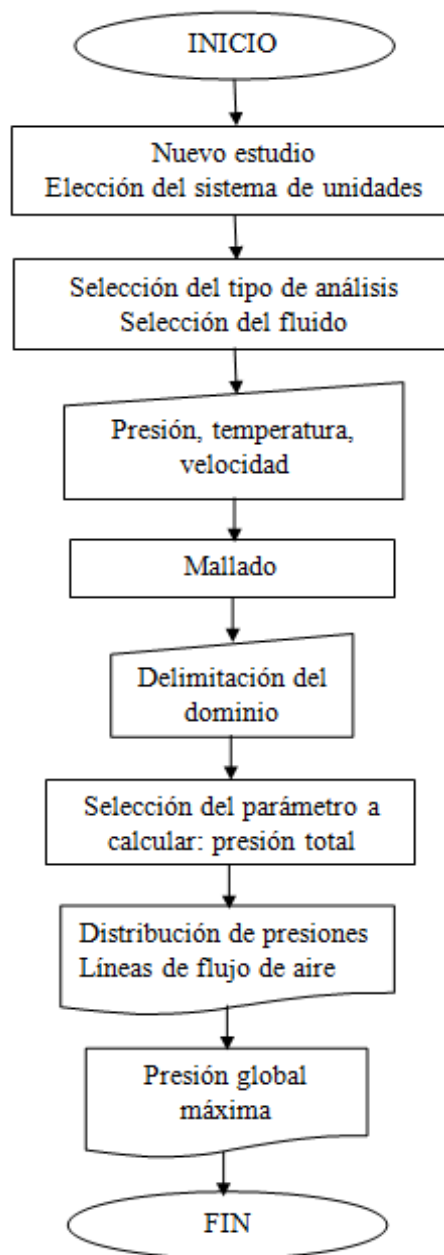 INICIO
Nuevo estudio
Elección del sistema de unidades
Selección del tipo de análisis
Selección del fluido
Presión, temperatura,
velocidad
Mallado
Delimitación del
dominio
Selección del parámetro a
calcular: presión total
Distribución de presiones
Líneas de flujo de aire
Presión global
máxima
FIN